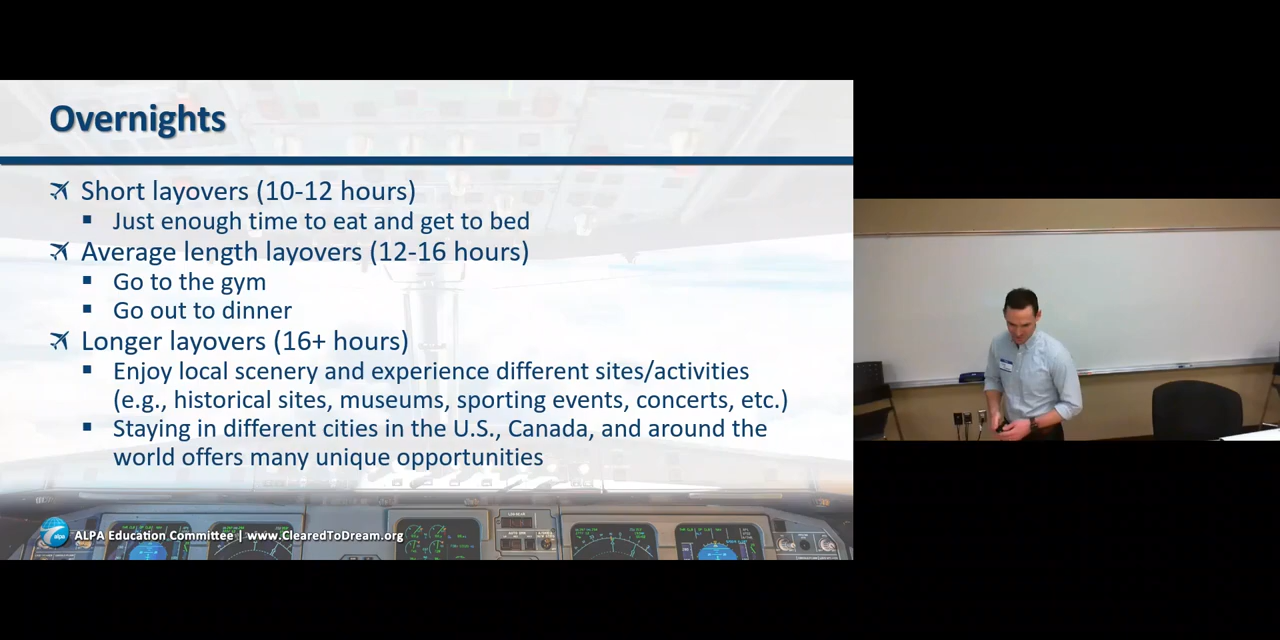 Overnights
Short layovers (10-12 hours)
Just enough time to eat and get to bed
Average length layovers (12-16 hours)
Go to the gym
Go out to dinner
Longer layovers (16+ hours)
Enjoy local scenery and experience different sites/activities
(e.g., historical sites, museums, sporting events, concerts, etc.)
Staying in different cities in the U.S., Canada, and around the
world offers many unique opportunities
alpa ALPA Education Committee | www.ClearedToDream.org